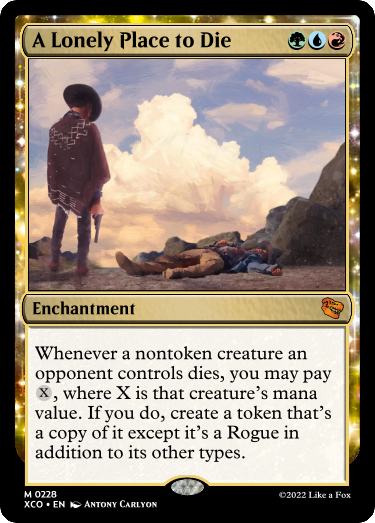 A Lonely Place to Die
Enchantment
Whenever a nontoken creature an
opponent controls dies, you may pay
X, where X is that creature's mana
value. If you do, create a token that's
a copy of it except it's a Rogue in
addition to its other types.
M 0228
XCO • EN Antony Carlyon
©2022 Like a Fox